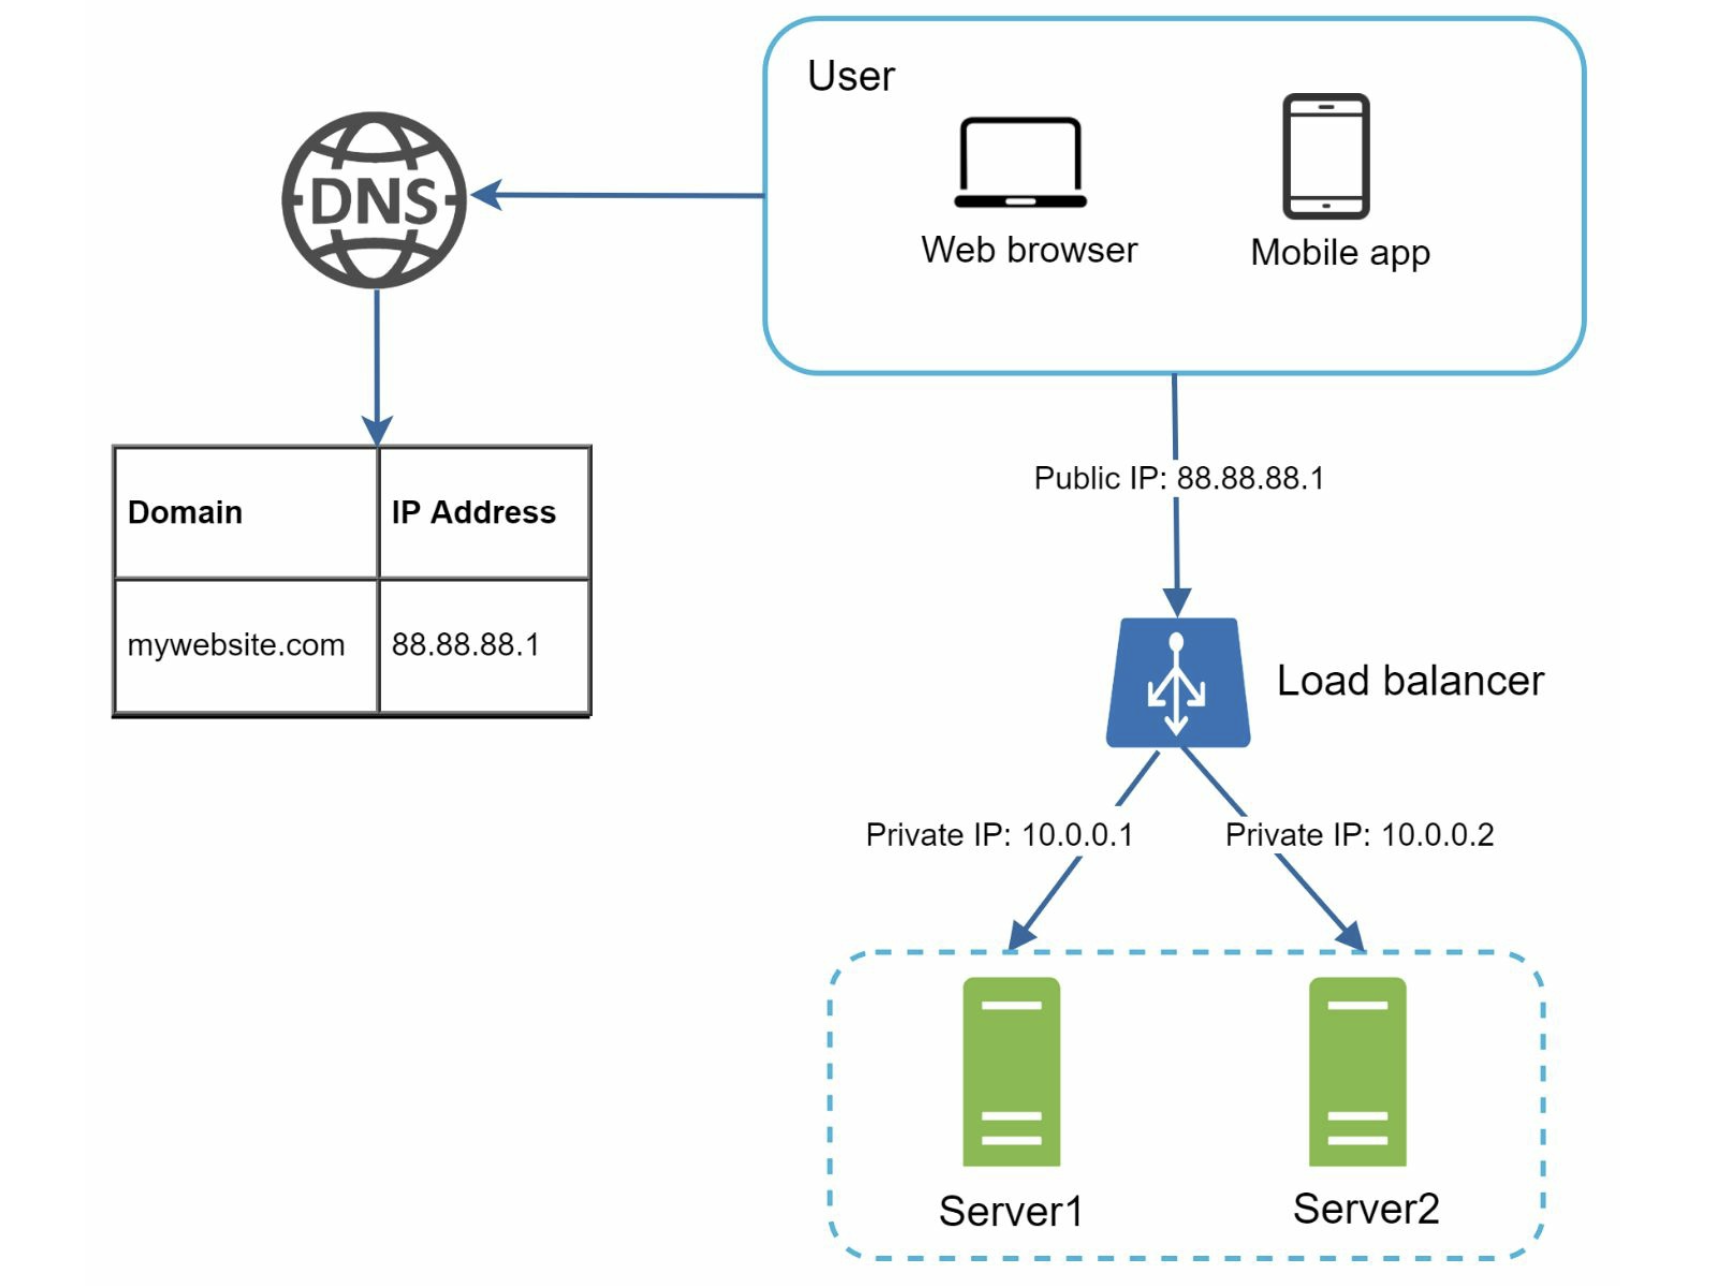 User
DNS
Web browser
Mobile app
Public IP: 88.88.88.1
Domain
IP Address
mywebsite.com
88.88.88.1
Load balancer
Private IP: 10.0.0.1
Private IP: 10.0.0.2
Server1
Server2